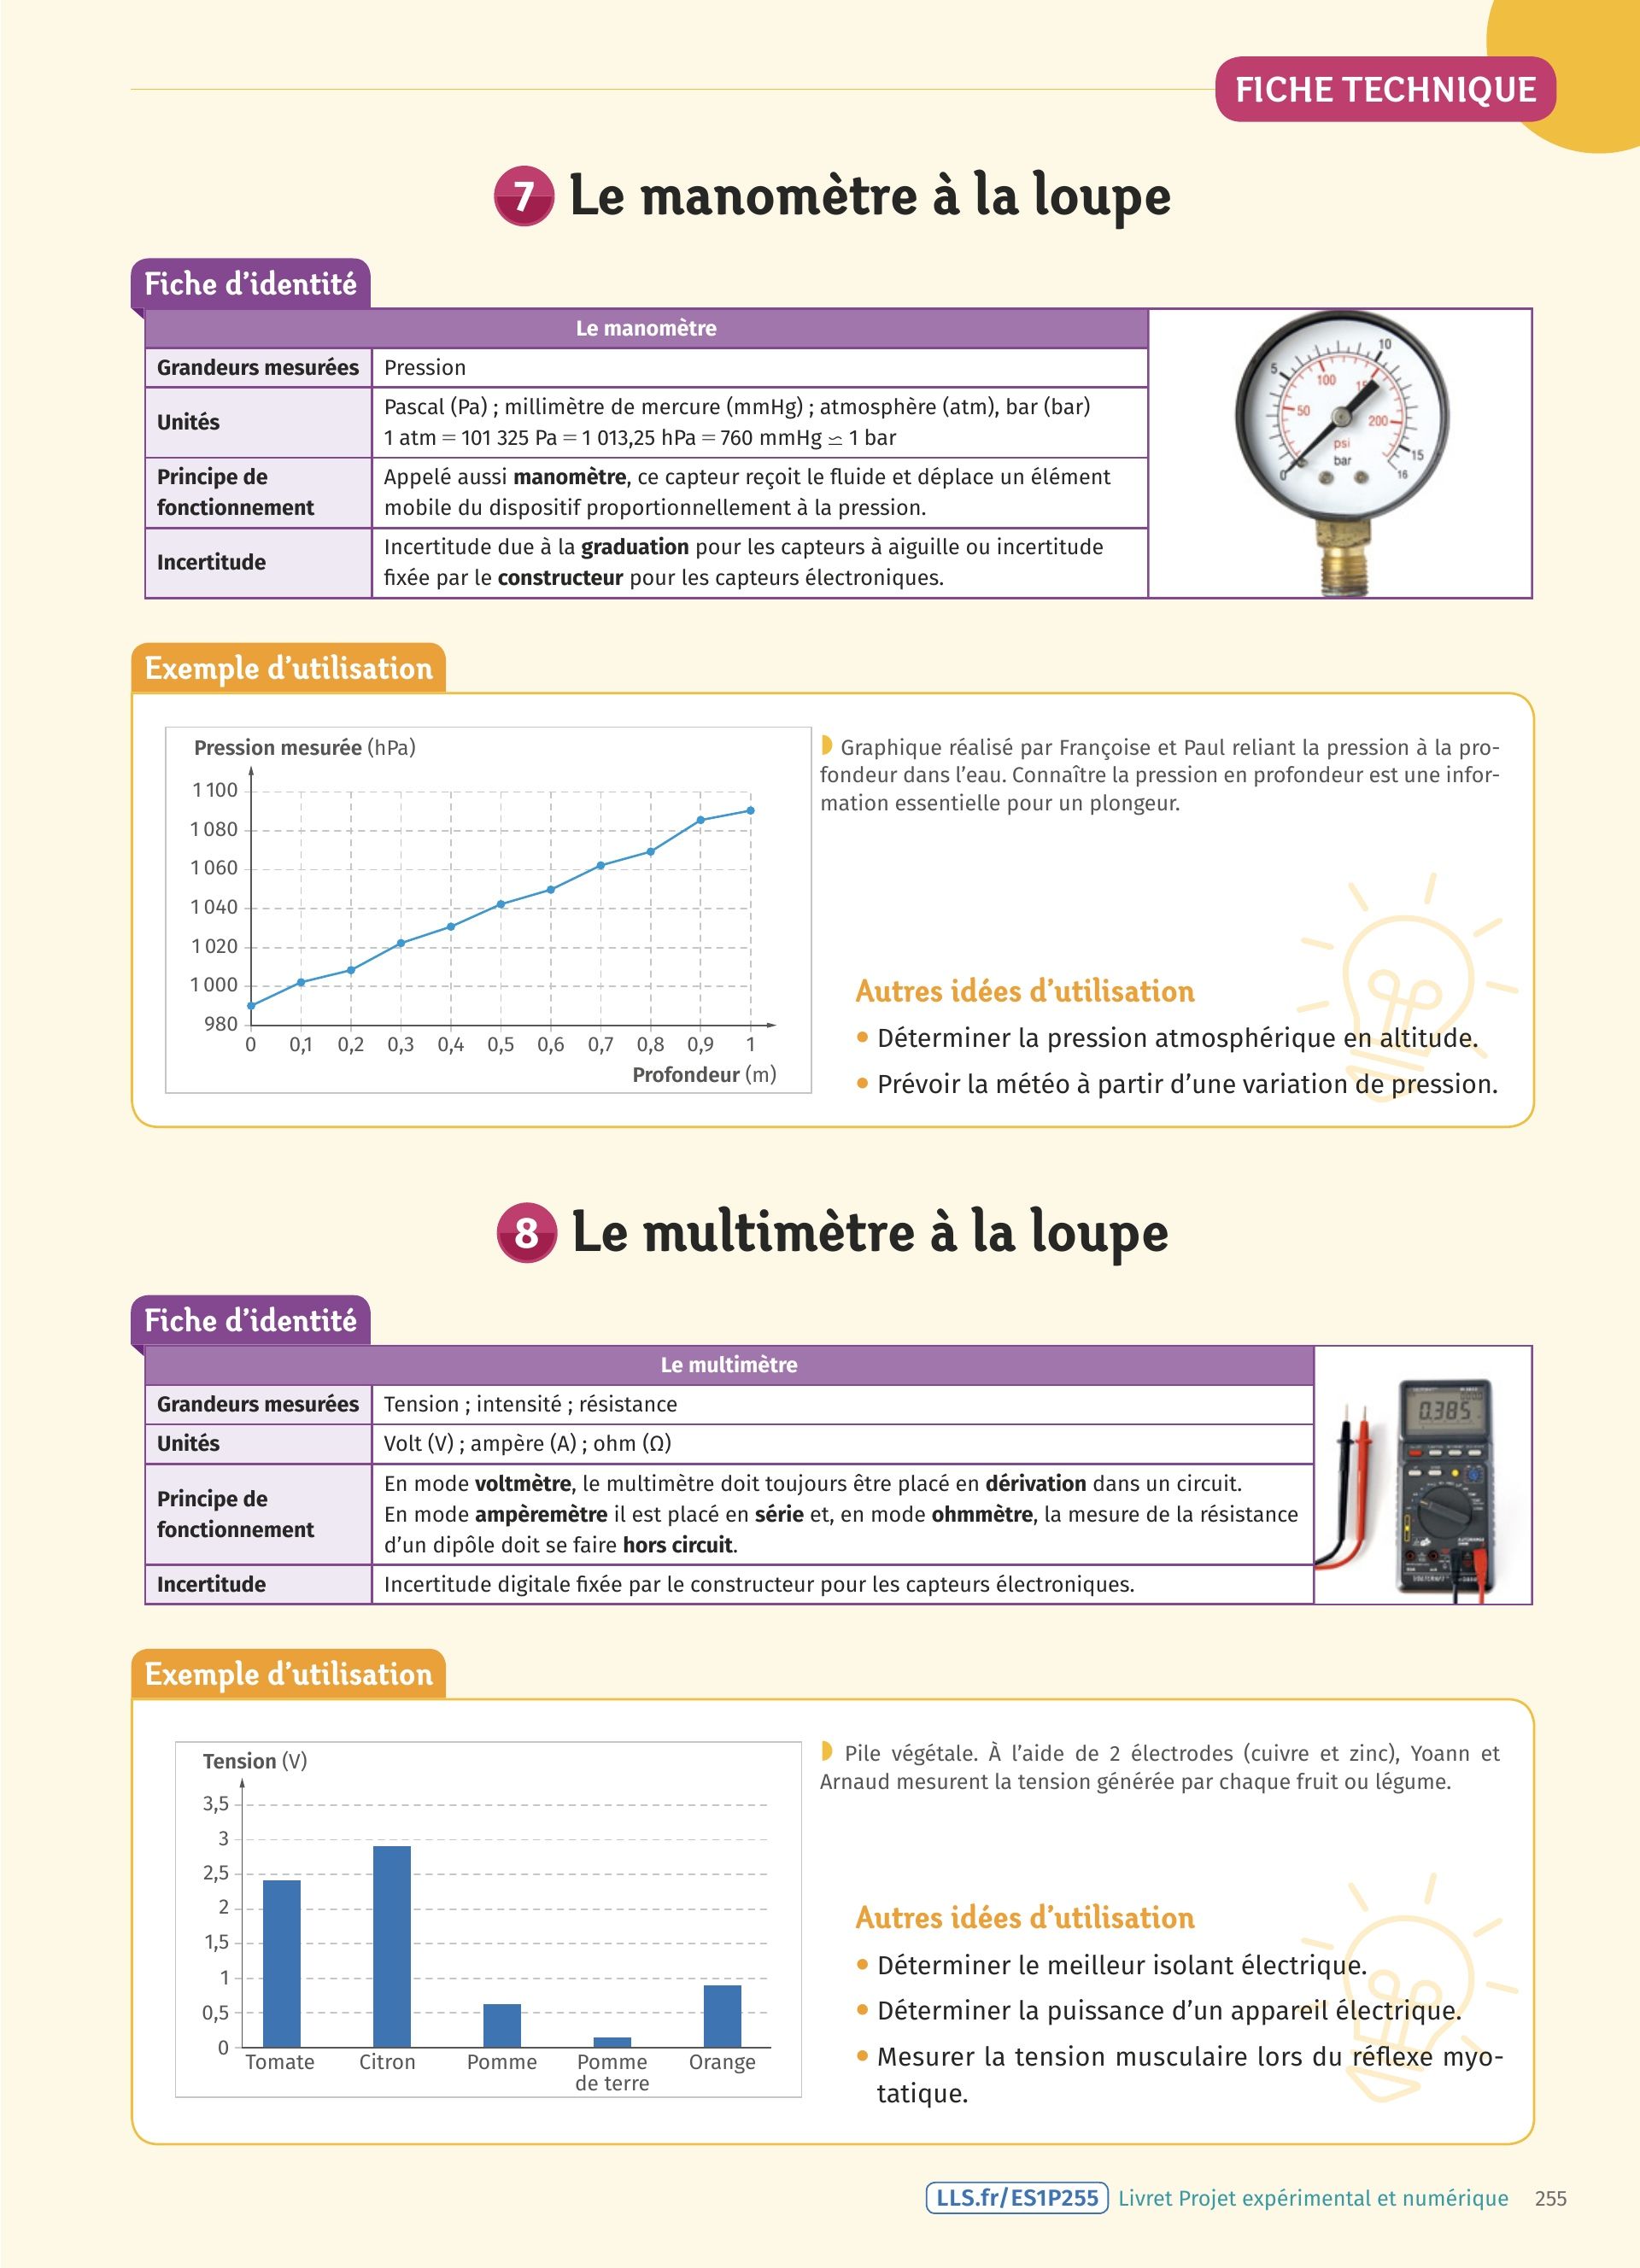 FICHE TECHNIQUE
7 Le manomètre à la loupe
Fiche d’identité
Le manomètre
Grandeurs mesurées
Pression
Unités
Pascal (Pa) ; millimètre de mercure (mmHg) ; atmosphère (atm), bar (bar)
1 atm = 101 325 Pa = 1 013,25 hPa = 760 mmHg ≃ 1 bar
Principe de
fonctionnement
Appelé aussi manomètre, ce capteur reçoit le fluide et déplace un élément
mobile du dispositif proportionnellement à la pression.
Incertitude
Incertitude due à la graduation pour les capteurs à aiguille ou incertitude
fixée par le constructeur pour les capteurs électroniques.
0
5
10
15
16
50
100
200
psi
bar
Exemple d’utilisation
Pression mesurée (hPa)
1 100
1 080
1 060
1 040
1 020
1 000
980
0 0,1 0,2 0,3 0,4 0,5 0,6 0,7 0,8 0,9 1
Profondeur (m)
Graphique réalisé par Françoise et Paul reliant la pression à la pro-
fondeur dans l’eau. Connaître la pression en profondeur est une infor-
mation essentielle pour un plongeur.
Autres idées d’utilisation
• Déterminer la pression atmosphérique en altitude.
• Prévoir la météo à partir d’une variation de pression.
8 Le multimètre à la loupe
Fiche d’identité
Le multimètre
Grandeurs mesurées
Tension ; intensité ; résistance
Unités
Volt (V) ; ampère (A) ; ohm (Ω)
Principe de
fonctionnement
En mode voltmètre, le multimètre doit toujours être placé en dérivation dans un circuit.
En mode ampèremètre il est placé en série et, en mode ohmmètre, la mesure de la résistance
d’un dipôle doit se faire hors circuit.
Incertitude
Incertitude digitale fixée par le constructeur pour les capteurs électroniques.
0.385
Exemple d’utilisation
Tension (V)
3,5
3
2,5
2
1,5
1
0,5
0
Tomate Citron Pomme Pomme Orange
de terre
Pile végétale. À l’aide de 2 électrodes (cuivre et zinc), Yoann et
Arnaud mesurent la tension générée par chaque fruit ou légume.
Autres idées d’utilisation
• Déterminer le meilleur isolant électrique.
• Déterminer la puissance d’un appareil électrique.
• Mesurer la tension musculaire lors du réflexe myo-
tatique.
LLS.fr/ES1P255 Livret Projet expérimental et numérique 255